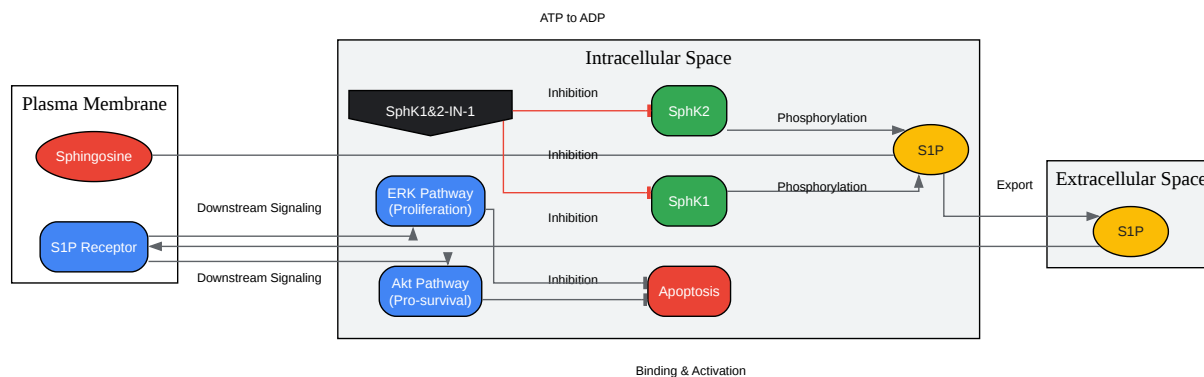 ATP to ADP
Intracellular Space
Plasma Membrane
SphK1&2-IN-1
Inhibition
SphK2
Phosphorylation
Sphingosine
Inhibition
S1P
ERK Pathway
(Proliferation)
SphK1
Phosphorylation
Export
Extracellular Space
Downstream Signaling
Inhibition
S1P
S1P Receptor
Downstream Signaling
Akt Pathway
(Pro-survival)
Inhibition
Apoptosis
Binding & Activation